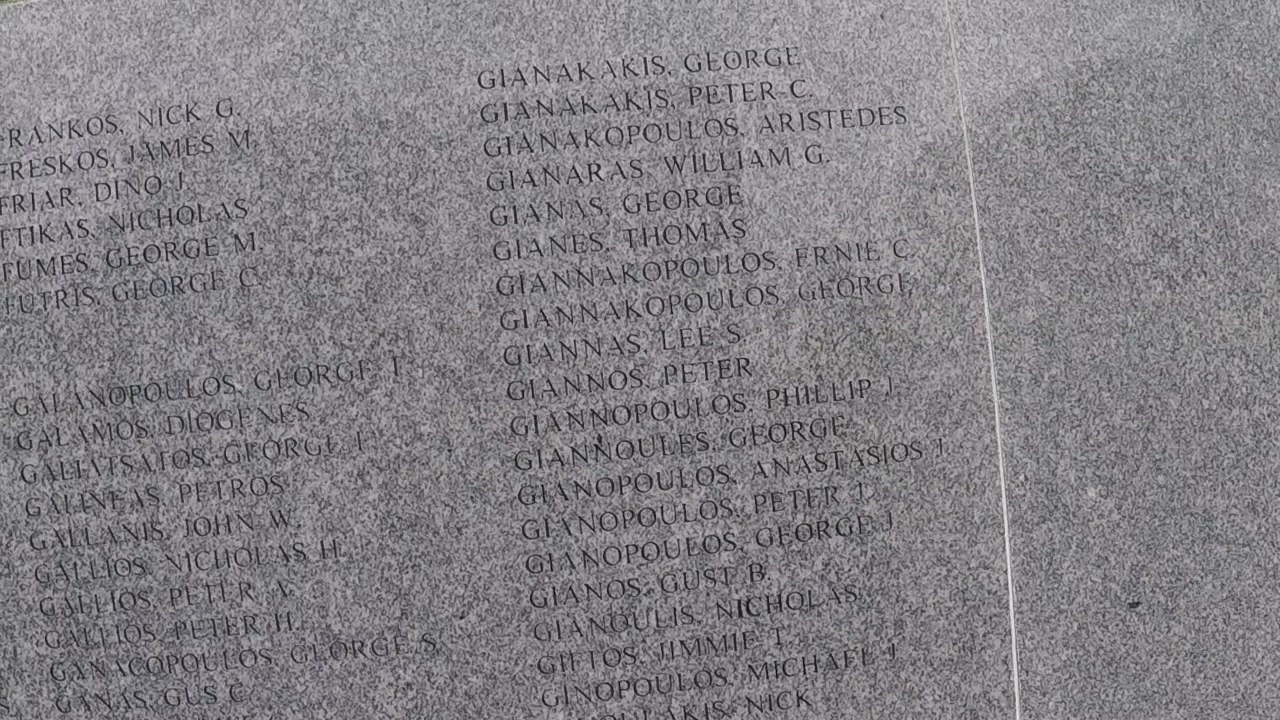 FRANKOS, NICK G.
FRESKOS, JAMES M.
FRIAR, DINO J.
FTIKAS, NICHOLAS
FUMES, GEORGE M.
FUTRIS, GEORGE C.
GALANOPOULOS, GEORGE T.
GALAMOS, DIOGENES
GALIATSATOS, GEORGE
GALINEAS, PETROS
GALLANIS, JOHN W.
GALLIOS, NICHOLAS H.
GALLIOS, PETER A.
GALLIOS, PETER H.
GANACOPOULOS, GEORGE S.
GANAS, GUS C.
GIANAKAKIS, GEORGE
GIANAKAKIS, PETER C.
GIANAKOPOULOS, ARISTEDES
GIANARAS, WILLIAM G.
GIANAS, GEORGE
GIANES, THOMAS
GIANNAKOPOULOS, ERNIE C.
GIANNAKOPOULOS, GEORGE
GIANNAS, LEE S.
GIANNOS, PETER
GIANNOPOULOS, PHILLIP J.
GIANNOULES, GEORGE
GIANOPOULOS, ANASTASIOS
GIANOPOULOS, PETER
GIANOPOULOS, GEORGE J.
GIANOS, GUST B.
GIANOULIS, NICHOLAS
GIFTOS, JIMMIE T.
GINOPOULOS, MICHAEL J.
NICK